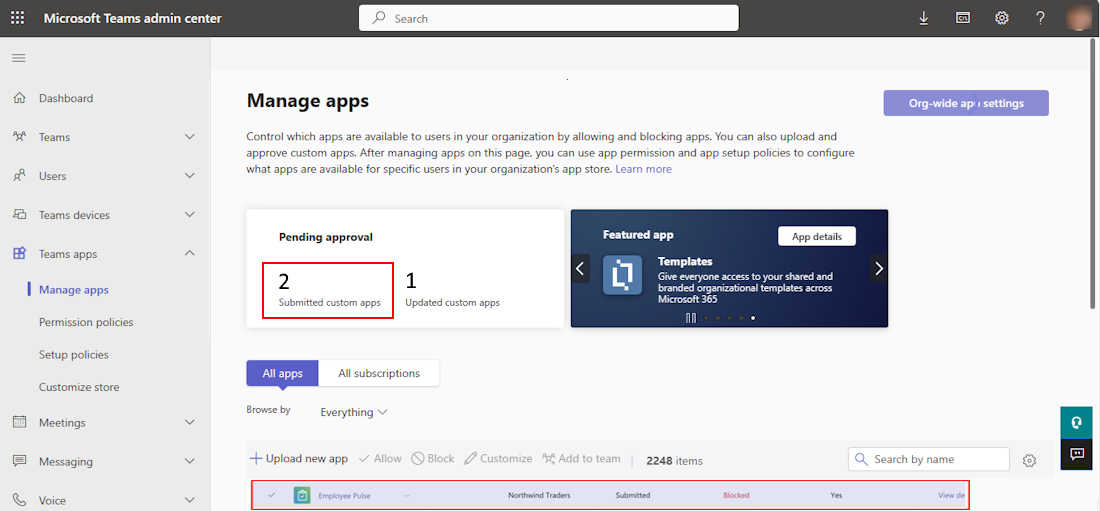 Microsoft Teams admin center
Search
Dashboard
Teams
Users
Teams devices
Teams apps
Manage apps
Permission policies
Setup policies
Customize store
Meetings
Messaging
Voice
Manage apps
Org-wide app settings
Control which apps are available to users in your organization by allowing and blocking apps. You can also upload and
approve custom apps. After managing apps on this page, you can use app permission and app setup policies to configure
what apps are available for specific users in your organization's app store. Learn more
Pending approval
2
Submitted custom apps
1
Updated custom apps
Featured app
App details
Templates
Give everyone access to your shared and
branded organizational templates across
Microsoft 365
All apps
All subscriptions
Browse by
Everything
Upload new app
Allow
Block
Customize
Add to team
2248 items
Search by name
Employee Pulse
--
Northwind Traders
Submitted
Blocked
Yes
View de